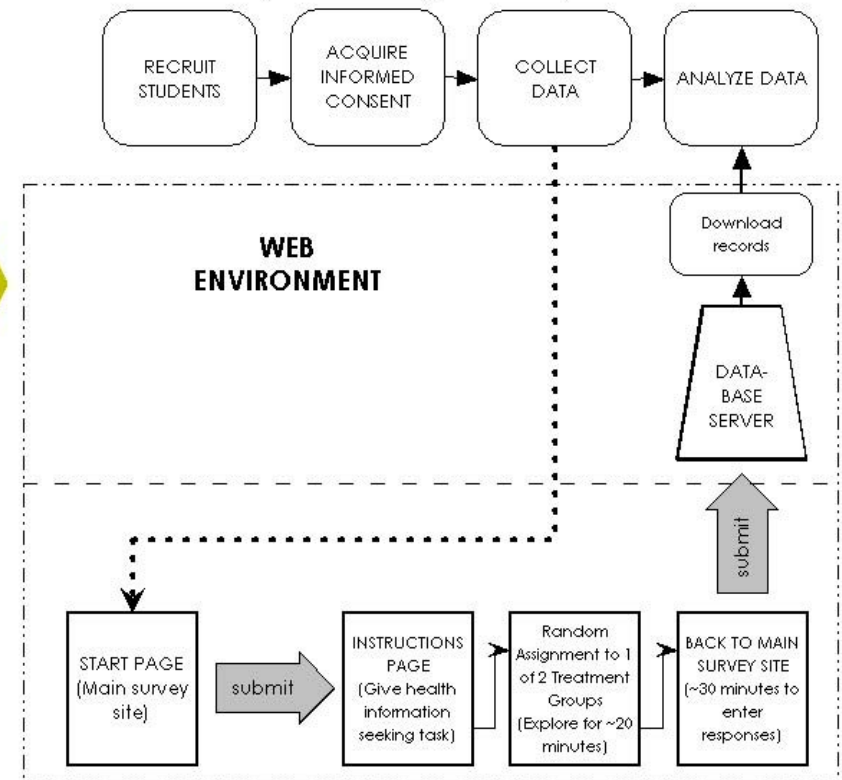 RECRUIT
STUDENTS
ACQUIRE
INFORMED
CONSENT
COLLECT
DATA
ANALYZE DATA
WEB
ENVIRONMENT
Download
records
DATA-
BASE
SERVER
submit
START PAGE
(Main survey
site)
submit
INSTRUCTIONS
PAGE
(Give health
information
seeking task)
Random
Assignment to 1
of 2 Treatment
Groups
(Explore for ~20
minutes)
BACK TO MAIN
SURVEY SITE
(~30 minutes to
enter
responses)